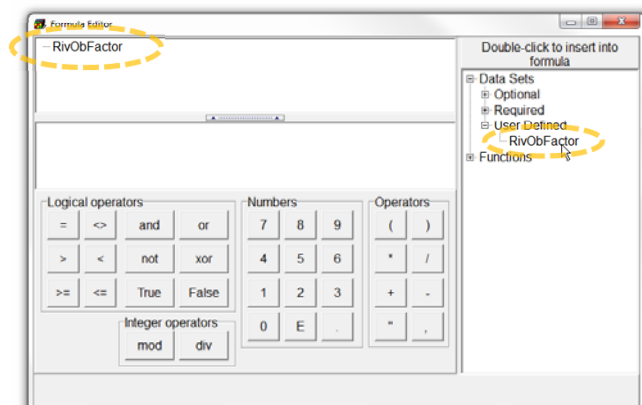 Formula Editor
RivObFactor
Double-click to insert into
formula
Data Sets
Optional
Required
User Defined
RivObFactor
Functions
Logical operators
Numbers
Operators
= <> and or 7 8 9 ( )
> < not xor 4 5 6 * /
>= <= True False 1 2 3 + -
Integer operators
0 E . " ,
mod div